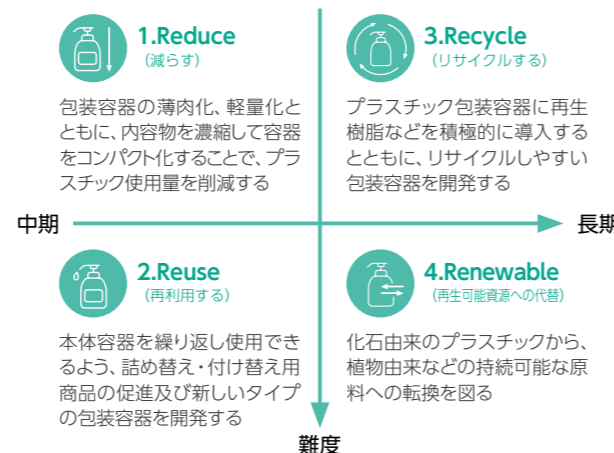 1.Reduce
(減らす)
包装容器の薄肉化、軽量化と
ともに、内容物を濃縮して容器
をコンパクト化することで、プラ
スチック使用量を削減する
3.Recycle
(リサイクルする)
プラスチック包装容器に再生
樹脂などを積極的に導入する
とともに、リサイクルしやすい
包装容器を開発する
中期
長期
2.Reuse
(再利用する)
本体容器を繰り返し使用でき
るよう、詰め替え・付け替え用
商品の促進及び新しいタイプ
の包装容器を開発する
4.Renewable
(再生可能資源への代替)
化石由来のプラスチックから、
植物由来などの持続可能な原
料への転換を図る
難度